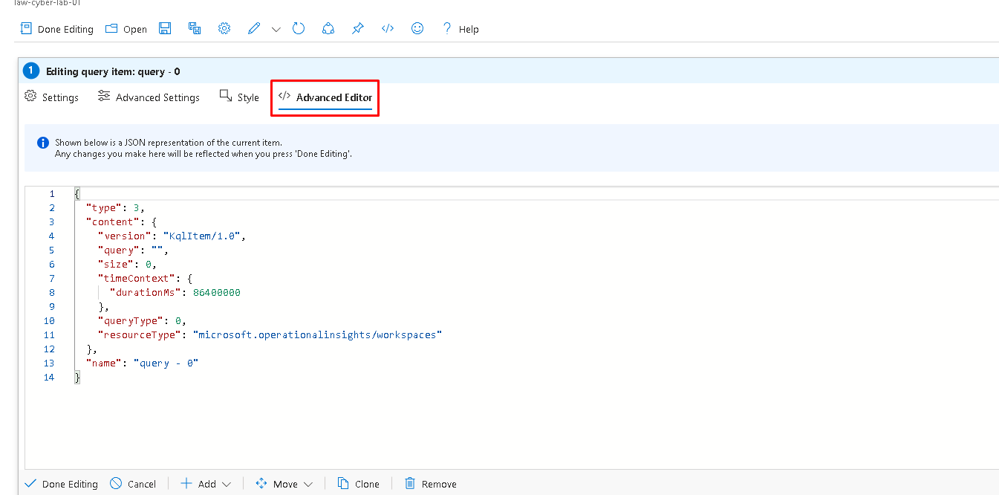 law-cyber-lab-01
Done Editing Open Help
1 Editing query item: query - 0
Settings Advanced Settings Style Advanced Editor
Shown below is a JSON representation of the current item.
Any changes you make here will be reflected when you press 'Done Editing'.
1 {
2 "type": 3,
3 "content": {
4 "version": "KqlItem/1.0",
5 "query": "",
6 "size": 0,
7 "timeContext": {
8 "durationMs": 86400000
9 },
10 "queryType": 0,
11 "resourceType": "microsoft.operationalinsights/workspaces"
12 },
13 "name": "query - 0"
14 }
Done Editing Cancel Add Move Clone Remove